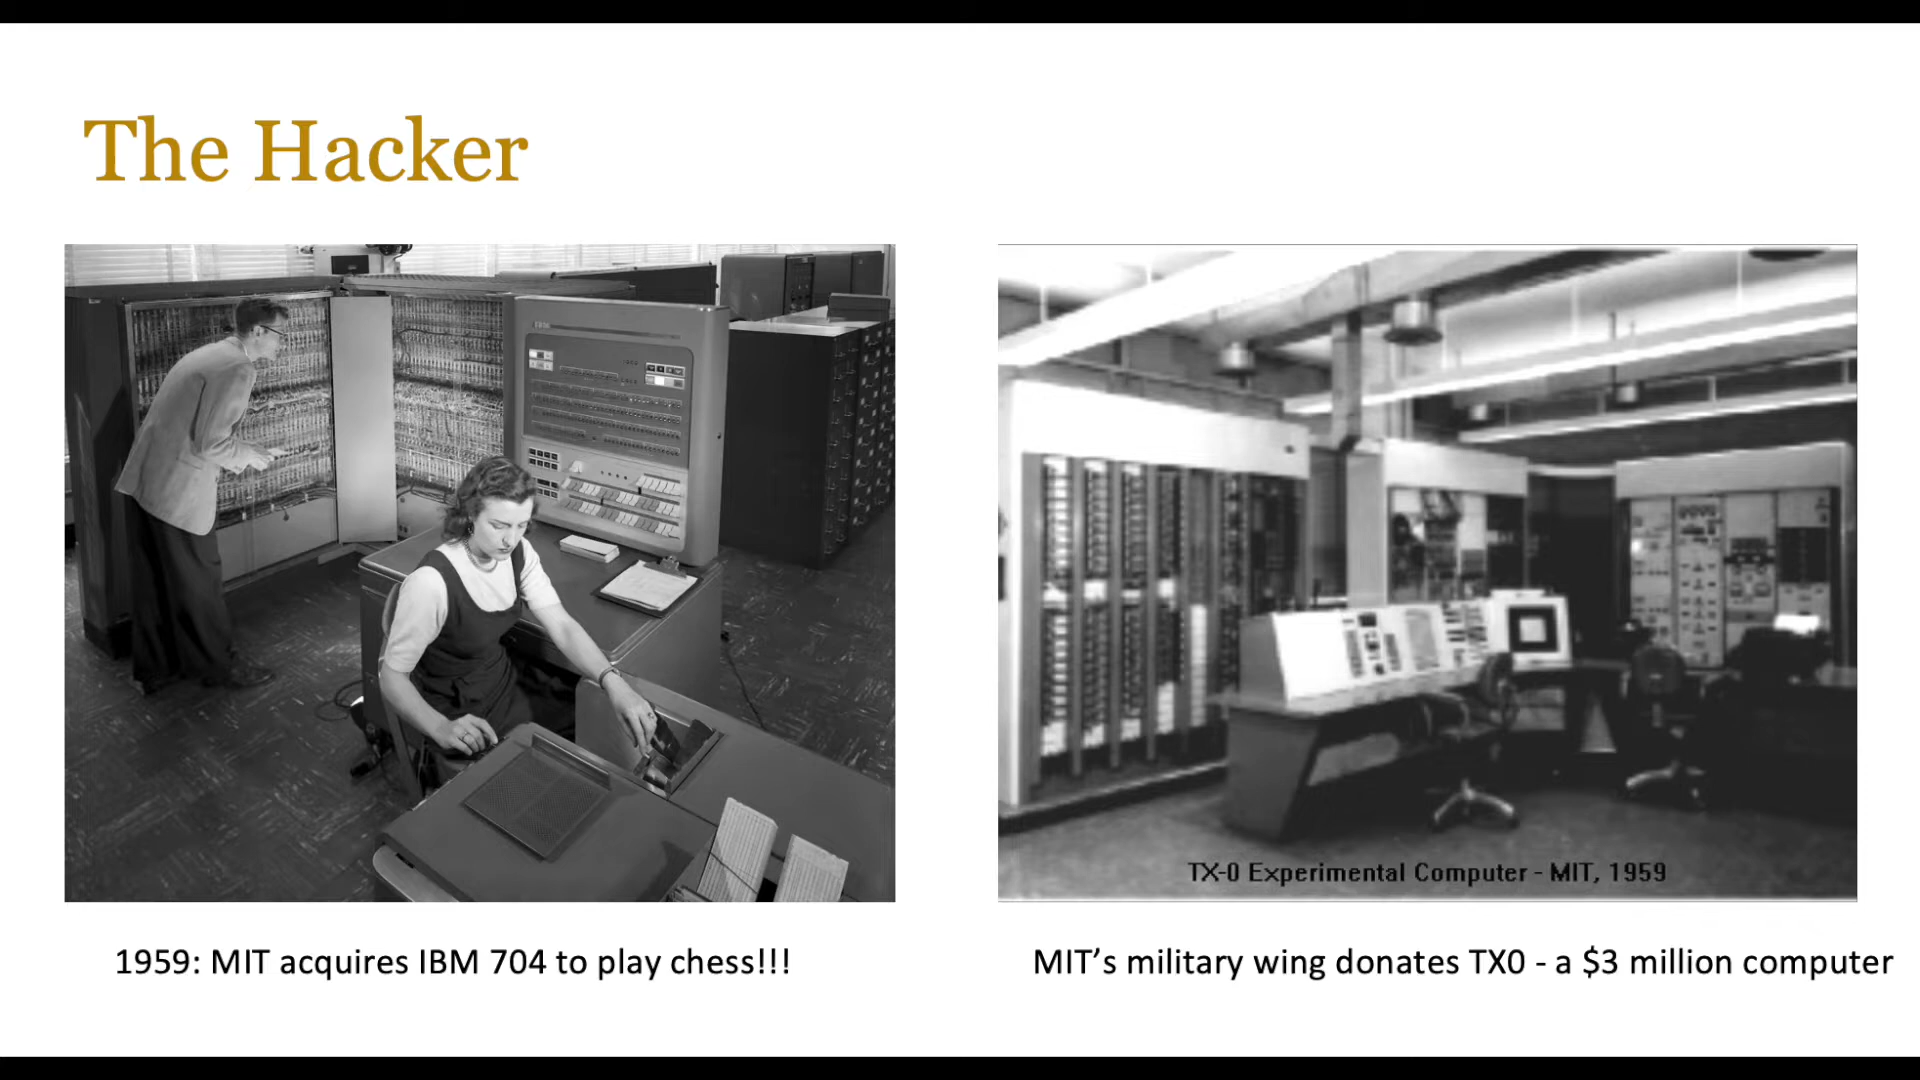 The Hacker
TX-0 Experimental Computer - MIT, 1959
1959: MIT acquires IBM 704 to play chess!!!
MIT’s military wing donates TX0 - a $3 million computer